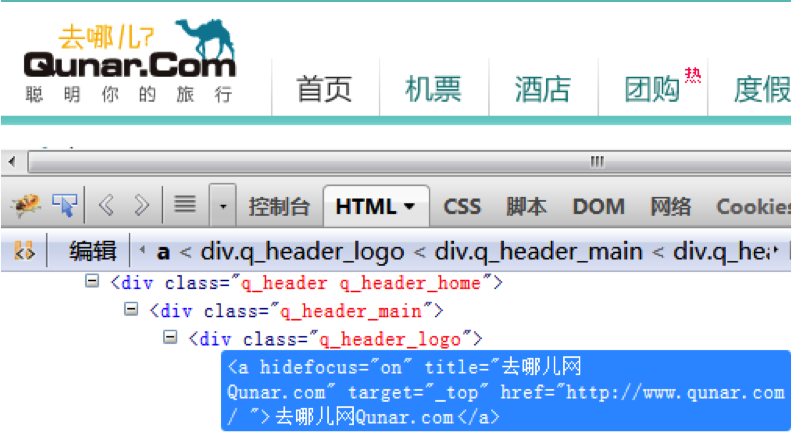 去哪儿?
Qunar.Com
聪明你的旅行
首页 机票 酒店 团购 热 度假
控制台 HTML CSS 脚本 DOM 网络 Cookies
编辑 a < div.q_header_logo < div.q_header_main < div.q_hea
<div class="q_header q_header_home">
<div class="q_header_main">
<div class="q_header_logo">
<a hidefocus="on" title="去哪儿网
Qunar.com" target="_top" href="http://www.qunar.com
/ ">去哪儿网Qunar.com</a>